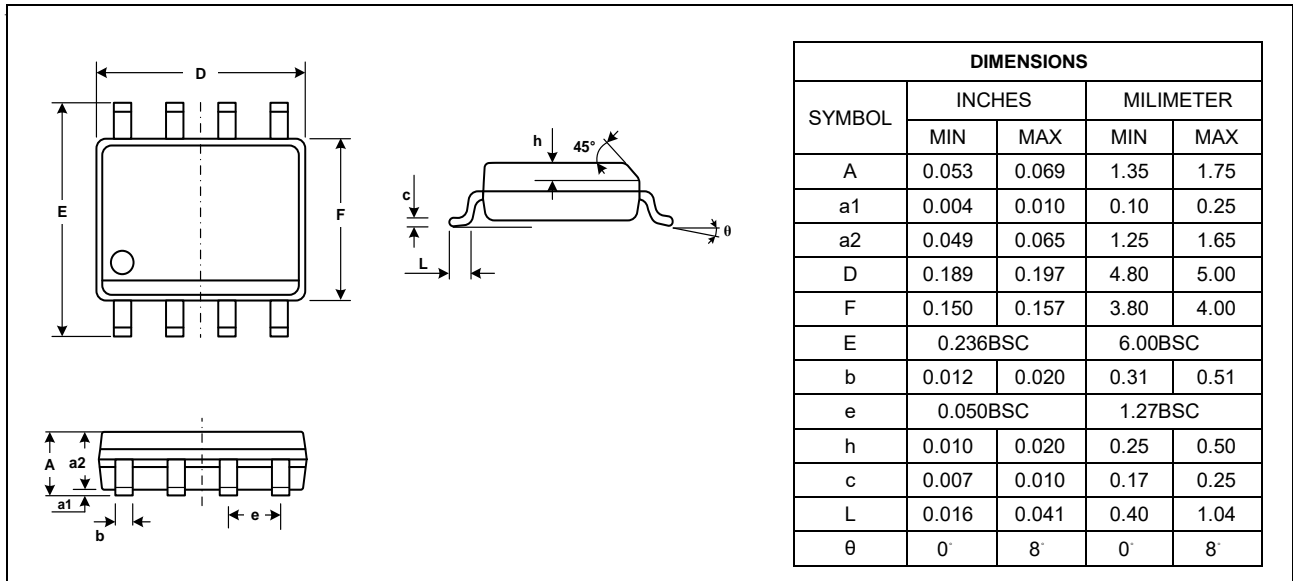 D
E
F
h
45°
c
L
θ
A
a2
a1
b
e
DIMENSIONS
SYMBOL INCHES MILIMETER
MIN MAX MIN MAX
A 0.053 0.069 1.35 1.75
a1 0.004 0.010 0.10 0.25
a2 0.049 0.065 1.25 1.65
D 0.189 0.197 4.80 5.00
F 0.150 0.157 3.80 4.00
E 0.236BSC 6.00BSC
b 0.012 0.020 0.31 0.51
e 0.050BSC 1.27BSC
h 0.010 0.020 0.25 0.50
c 0.007 0.010 0.17 0.25
L 0.016 0.041 0.40 1.04
θ 0° 8° 0° 8°